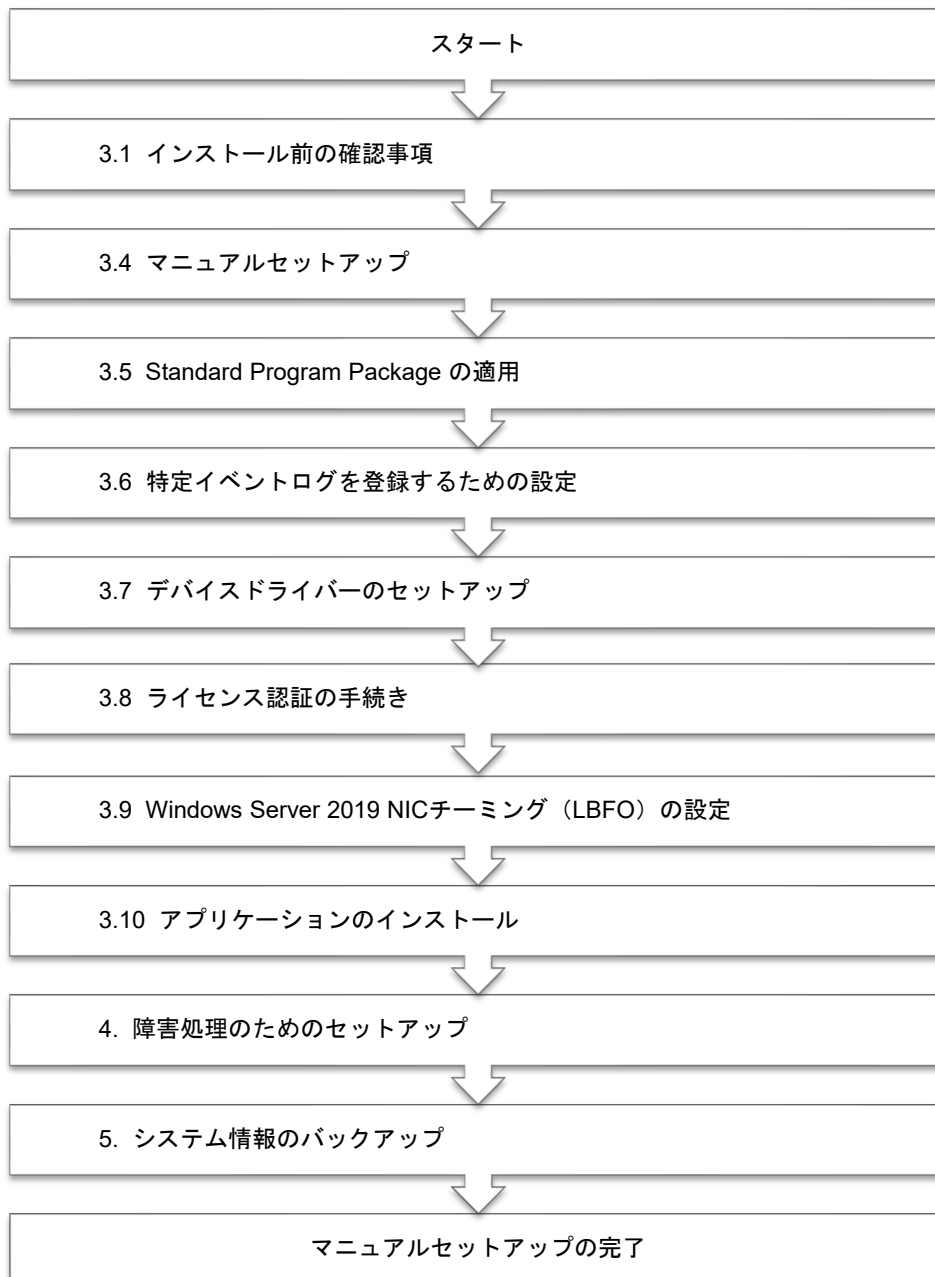 スタート
3.1 インストール前の確認事項
3.4 マニュアルセットアップ
3.5 Standard Program Package の適用
3.6 特定イベントログを登録するための設定
3.7 デバイスドライバーのセットアップ
3.8 ライセンス認証の手続き
3.9 Windows Server 2019 NICチーミング（LBFO）の設定
3.10 アプリケーションのインストール
4. 障害処理のためのセットアップ
5. システム情報のバックアップ
マニュアルセットアップの完了